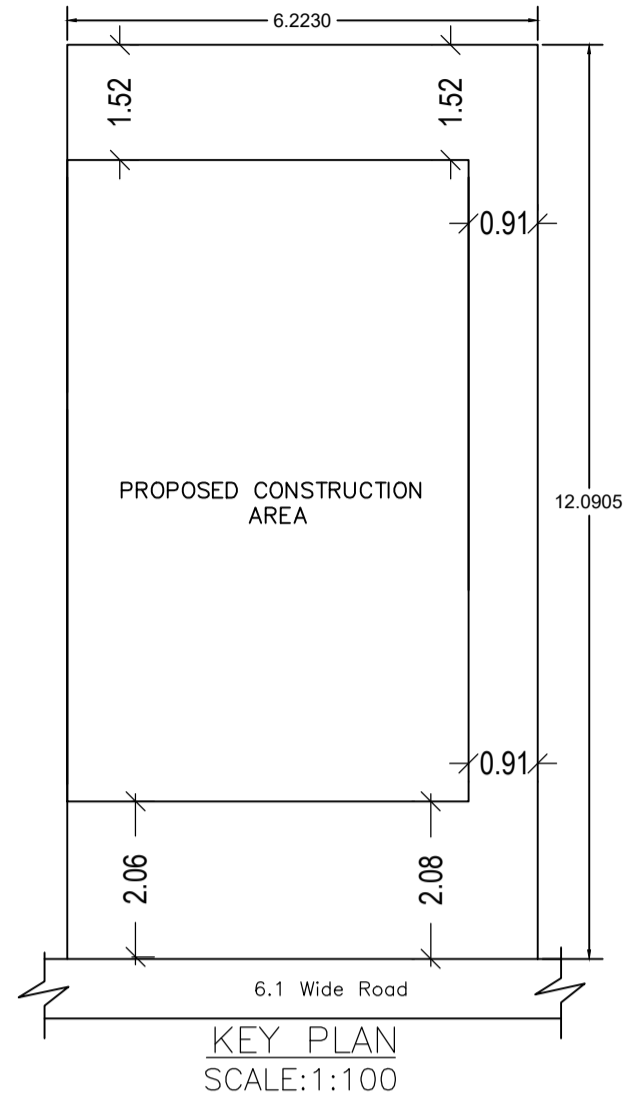 6.2230
1.52
1.52
0.91
PROPOSED CONSTRUCTION
AREA
12.0905
0.91
2.06
2.08
6.1 Wide Road
KEY PLAN
SCALE:1:100